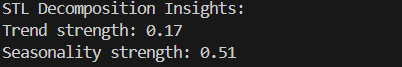 STL Decomposition Insights:
Trend strength: 0.17
Seasonality strength: 0.51